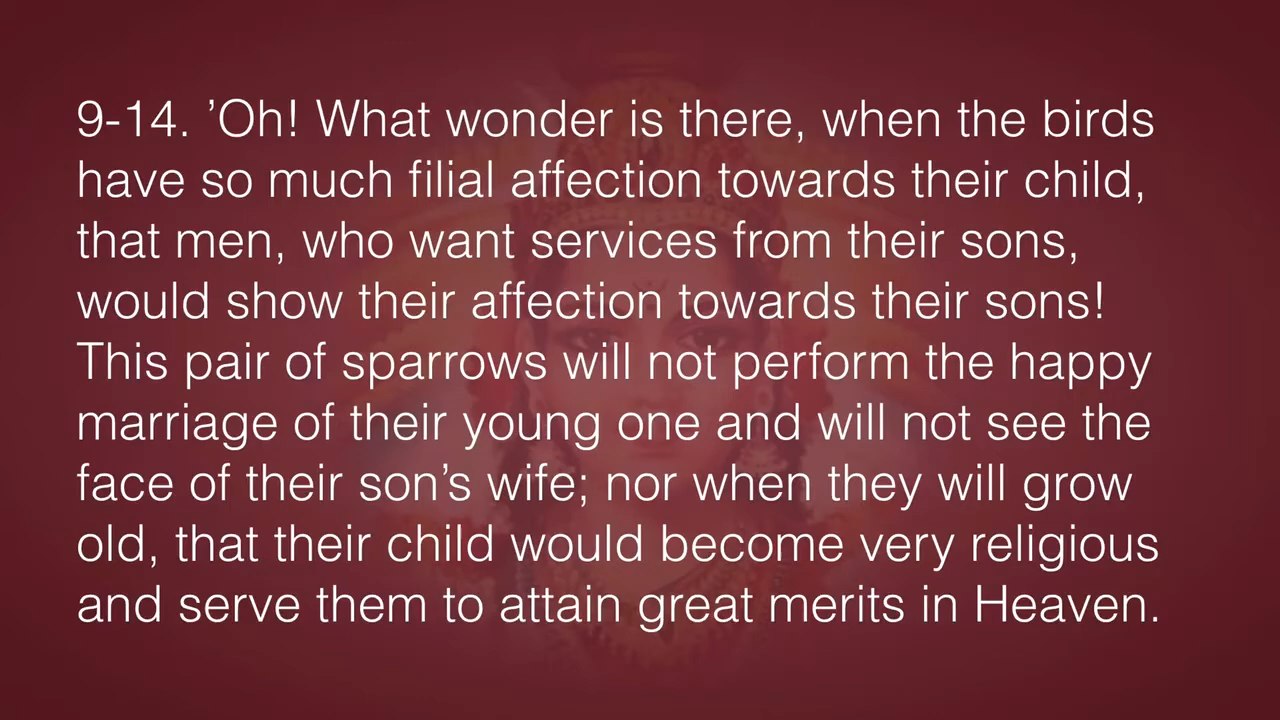 9-14. ’Oh! What wonder is there, when the birds
have so much filial affection towards their child,
that men, who want services from their sons,
would show their affection towards their sons!
This pair of sparrows will not perform the happy
marriage of their young one and will not see the
face of their son’s wife; nor when they will grow
old, that their child would become very religious
and serve them to attain great merits in Heaven.